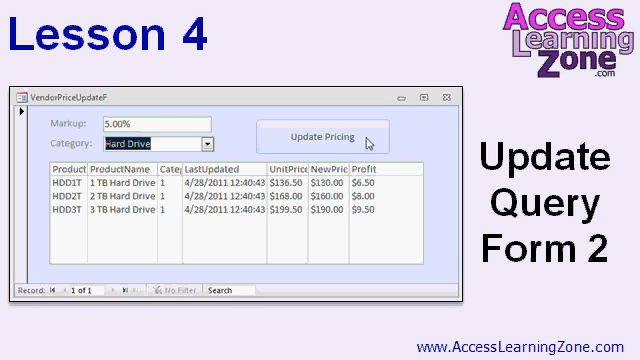 Lesson 4
Access
Learning
Zone
.com
VendorPriceUpdateF
Markup: 5.00%
Update Pricing
Category: Hard Drive
Product ProductName Categ LastUpdated UnitPrice NewPric Profit
HDD1T 1 TB Hard Drive 1 4/28/2011 12:40:43 $136.50 $130.00 $6.50
HDD2T 2 TB Hard Drive 1 4/28/2011 12:40:43 $168.00 $160.00 $8.00
HDD3T 3 TB Hard Drive 1 4/28/2011 12:40:43 $199.50 $190.00 $9.50
Record: 1 of 1 No Filter Search
Update
Query
Form 2
www.AccessLearningZone.com